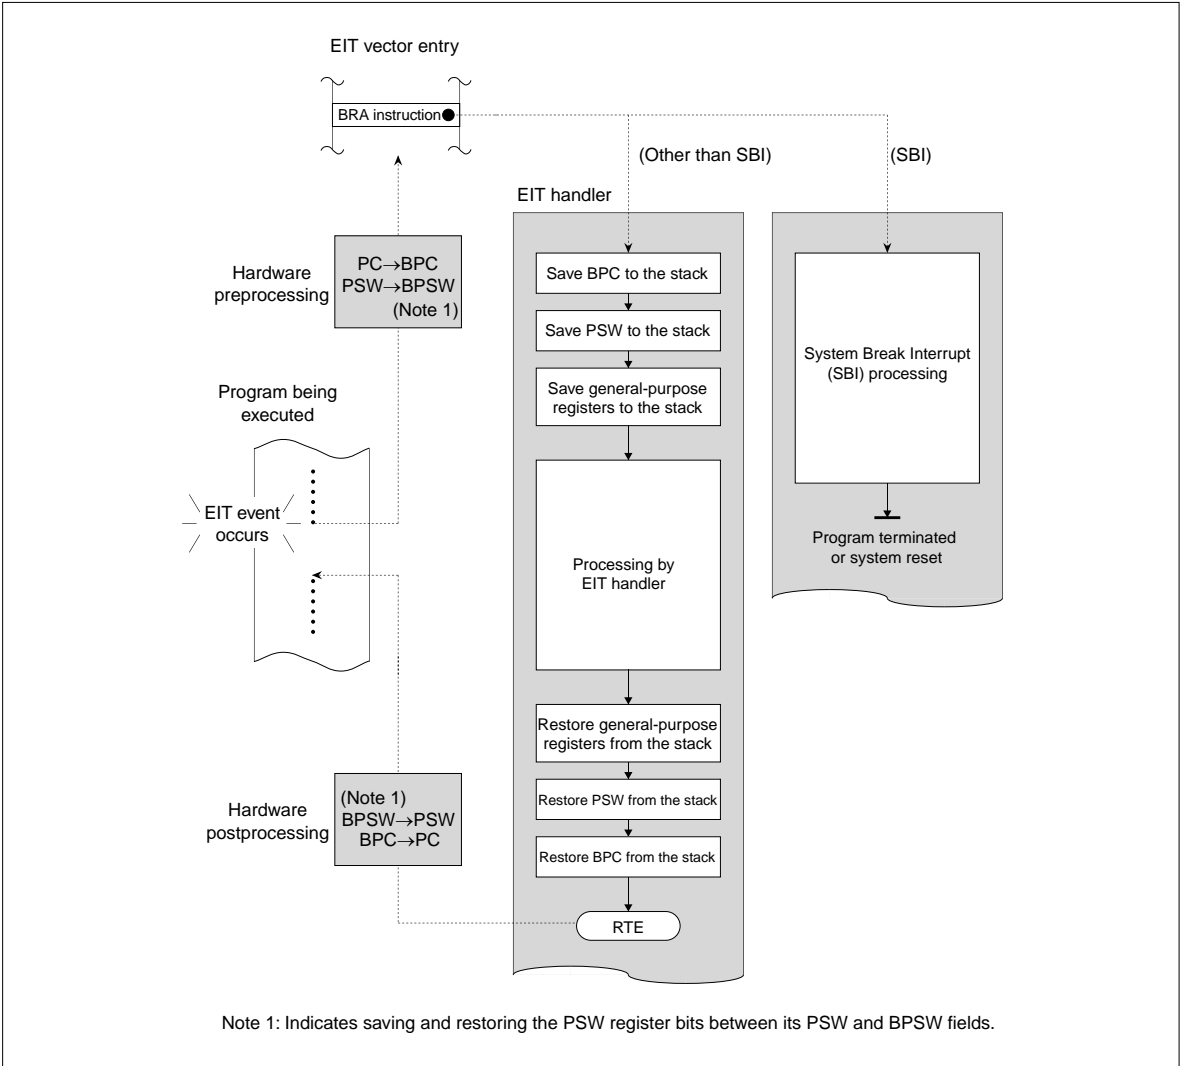 EIT vector entry
BRA instruction
(Other than SBI)
(SBI)
EIT handler
Hardware
preprocessing
PC→BPC
PSW→BPSW
(Note 1)
Save BPC to the stack
Save PSW to the stack
Save general-purpose
registers to the stack
System Break Interrupt
(SBI) processing
Program being
executed
EIT event
occurs
Program terminated
or system reset
Processing by
EIT handler
Restore general-purpose
registers from the stack
Restore PSW from the stack
Restore BPC from the stack
RTE
Hardware
postprocessing
(Note 1)
BPSW→PSW
BPC→PC
Note 1: Indicates saving and restoring the PSW register bits between its PSW and BPSW fields.